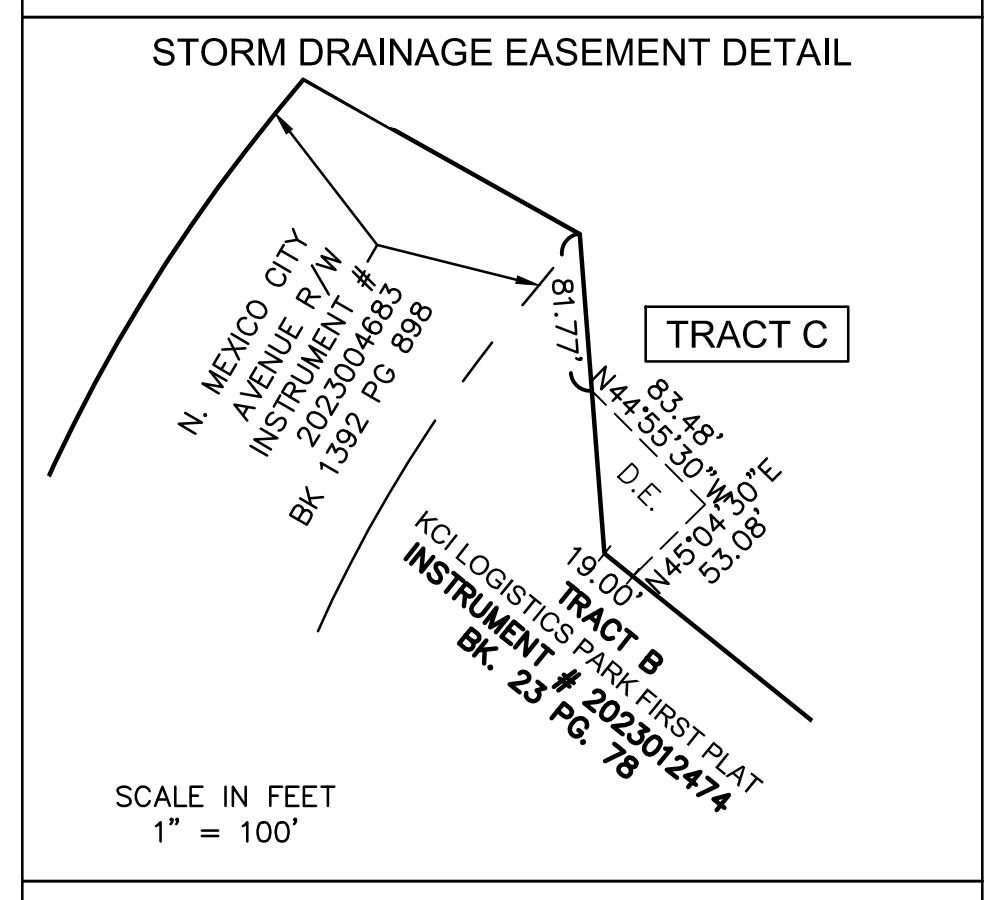 STORM DRAINAGE EASEMENT DETAIL
N. MEXICO CITY
AVENUE R/W
INSTRUMENT #
2023004683
BK 1392 PG 898
81.77'
TRACT C
83.48'
N44°55'30"W
D.E.
N45°04'30"E
53.08'
19.00'
TRACT B
KCI LOGISTICS PARK FIRST PLAT
INSTRUMENT # 2023012474
BK. 23 PG. 78
SCALE IN FEET
1" = 100'